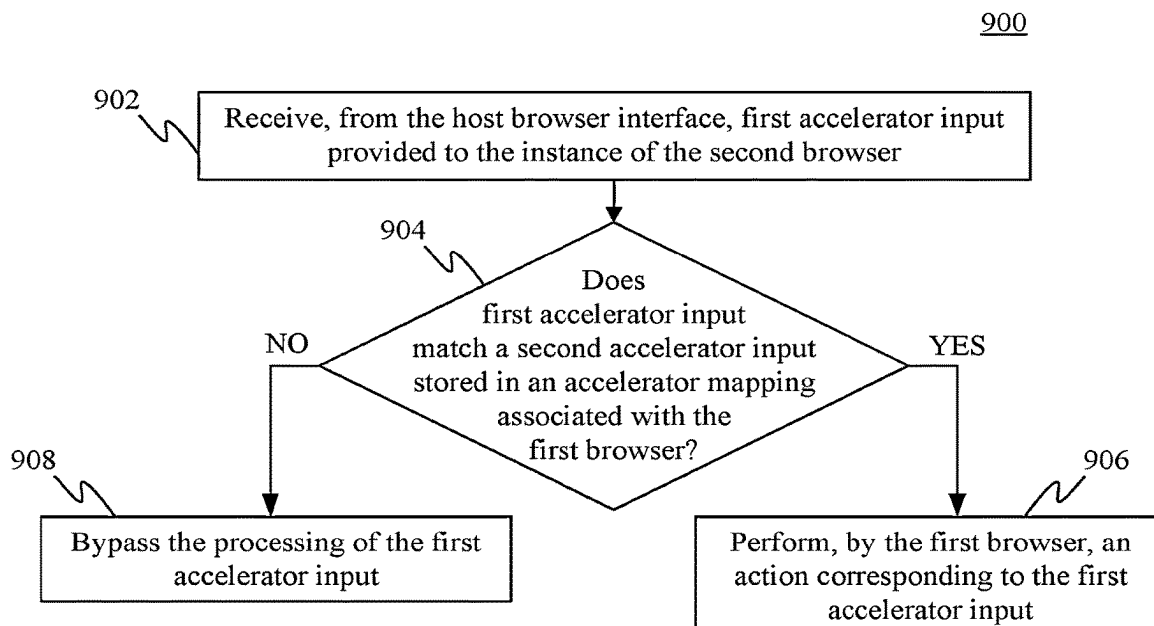 900
902
Receive, from the host browser interface, first accelerator input
provided to the instance of the second browser
904
Does
first accelerator input
match a second accelerator input
stored in an accelerator mapping
associated with the
first browser?
NO
YES
908
906
Bypass the processing of the first
accelerator input
Perform, by the first browser, an
action corresponding to the first
accelerator input